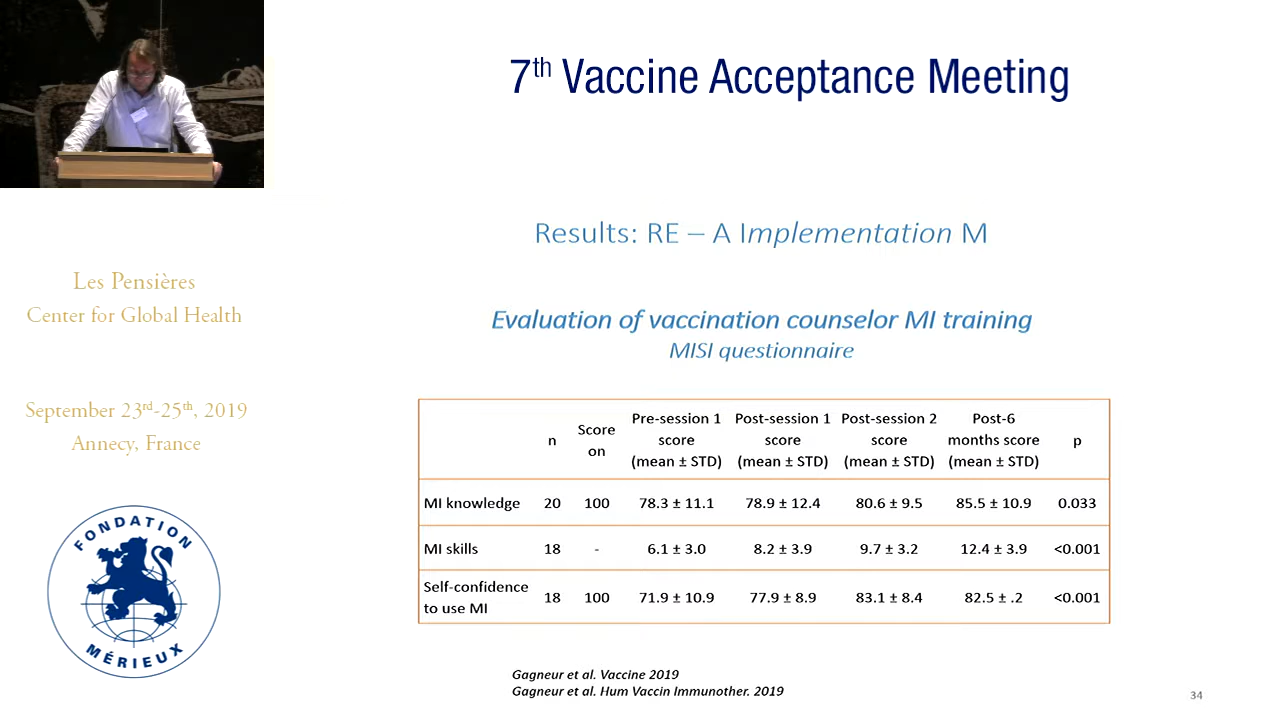 7th Vaccine Acceptance Meeting
Results: RE – A Implementation M
Les Pensières
Center for Global Health
September 23rd-25th, 2019
Annecy, France
FONDATION
MÉRIEUX
Evaluation of vaccination counselor MI training
MISI questionnaire
n Score on Pre-session 1 score (mean ± STD) Post-session 1 score (mean ± STD) Post-session 2 score (mean ± STD) Post-6 months score (mean ± STD) p
MI knowledge 20 100 78.3 ± 11.1 78.9 ± 12.4 80.6 ± 9.5 85.5 ± 10.9 0.033
MI skills 18 - 6.1 ± 3.0 8.2 ± 3.9 9.7 ± 3.2 12.4 ± 3.9 <0.001
Self-confidence to use MI 18 100 71.9 ± 10.9 77.9 ± 8.9 83.1 ± 8.4 82.5 ± .2 <0.001
Gagneur et al. Vaccine 2019
Gagneur et al. Hum Vaccin Immunother. 2019
34